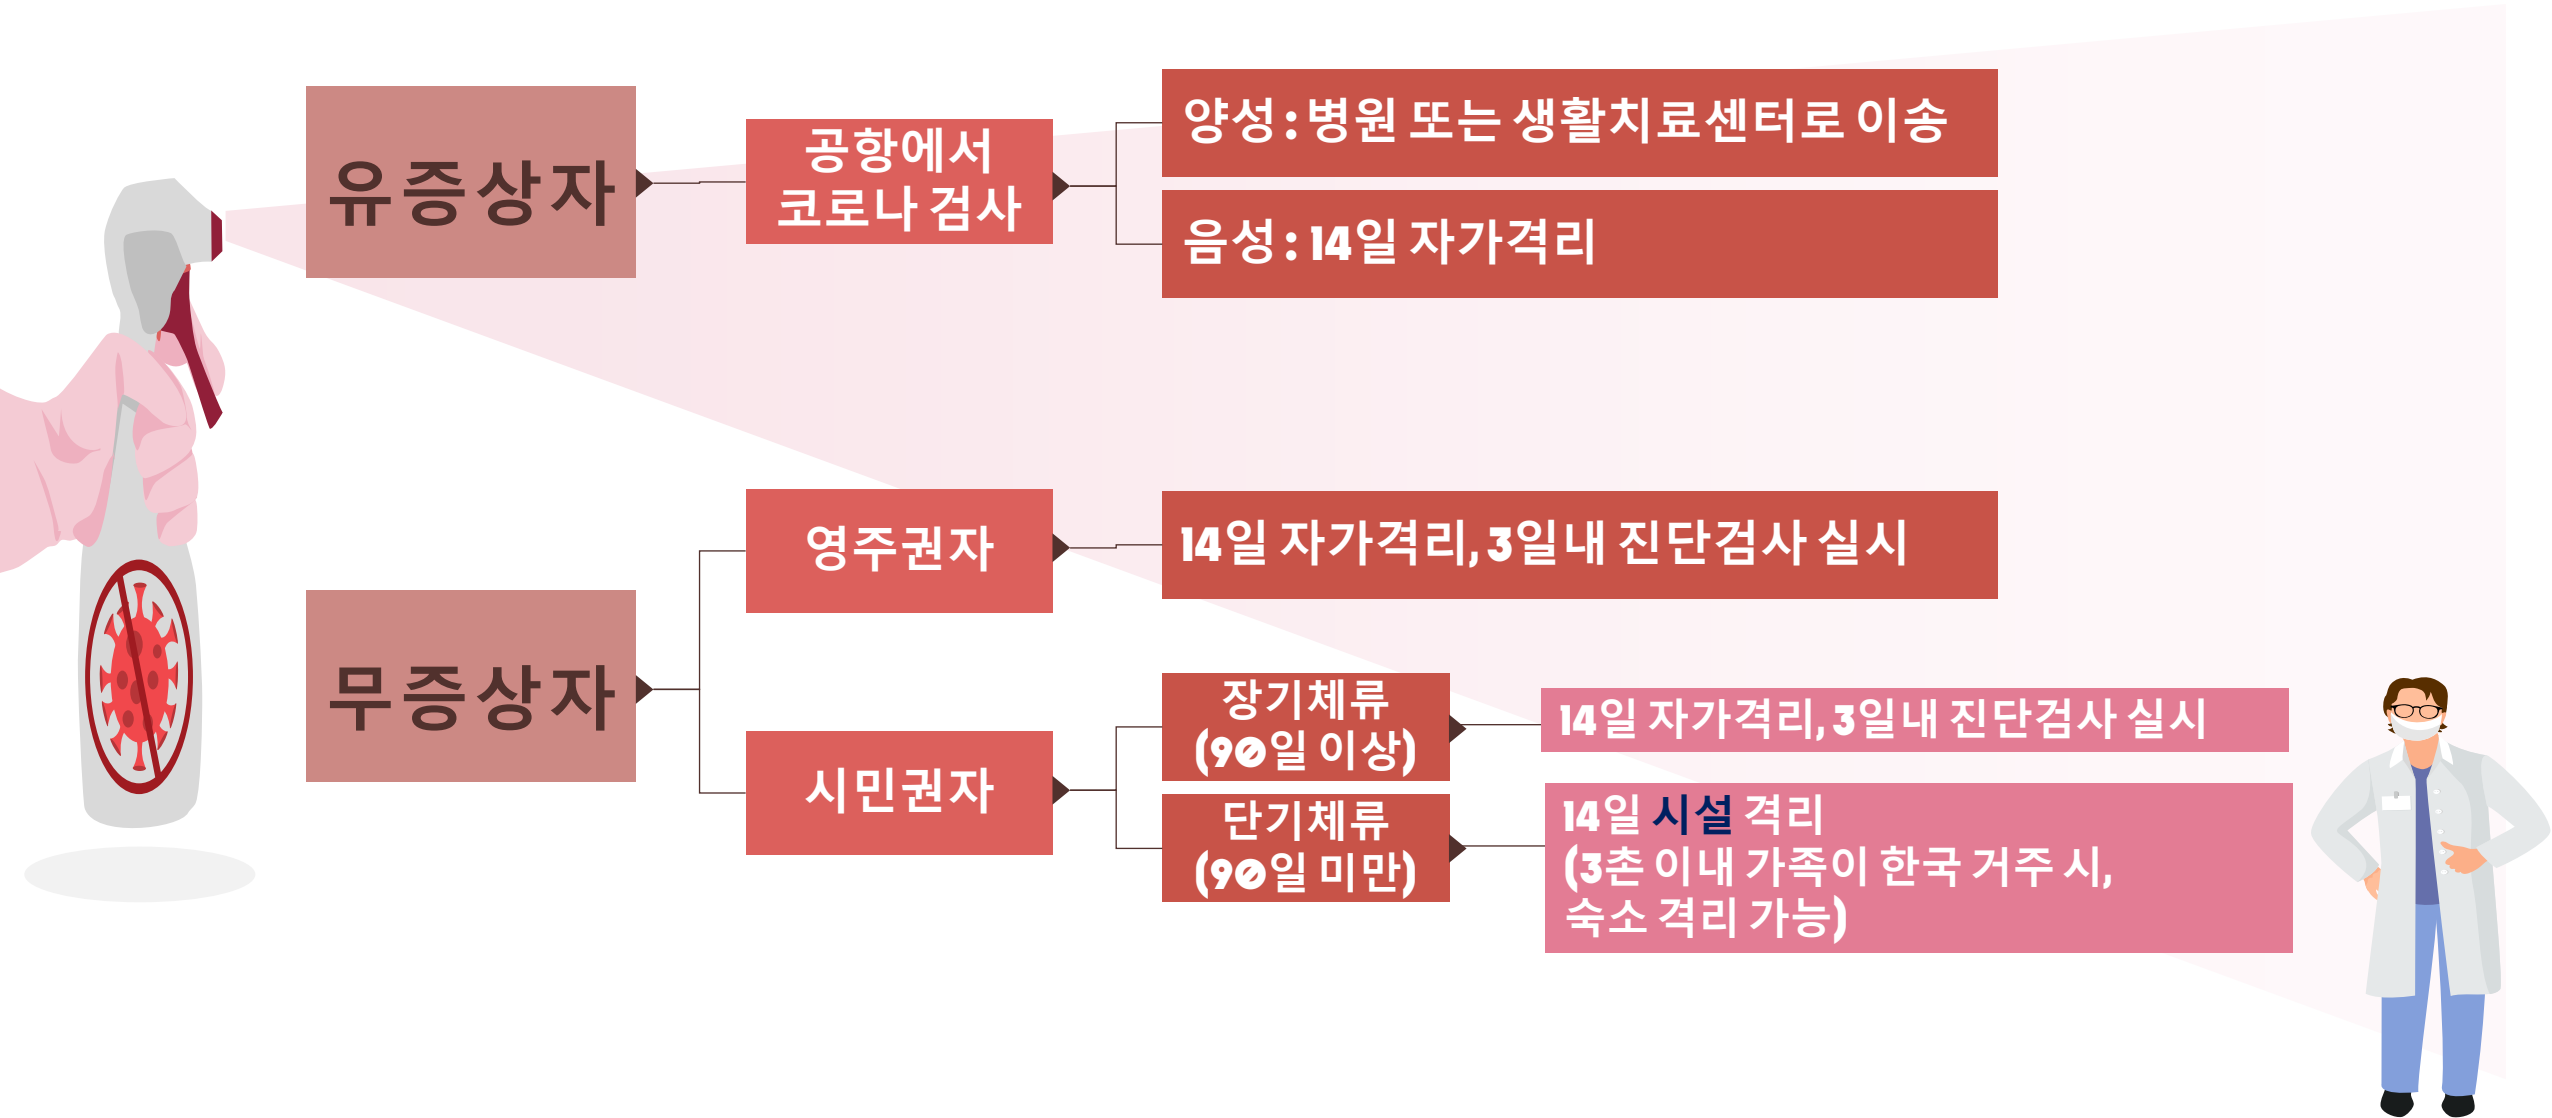 유증상자
공항에서
코로나 검사
양성 : 병원 또는 생활치료센터로 이송
음성 : 14일 자가격리
무증상자
영주권자
14일 자가격리, 3일내 진단검사 실시
시민권자
장기체류
(90일 이상)
14일 자가격리, 3일내 진단검사 실시
단기체류
(90일 미만)
14일 시설 격리
(3촌 이내 가족이 한국 거주 시,
숙소 격리 가능)